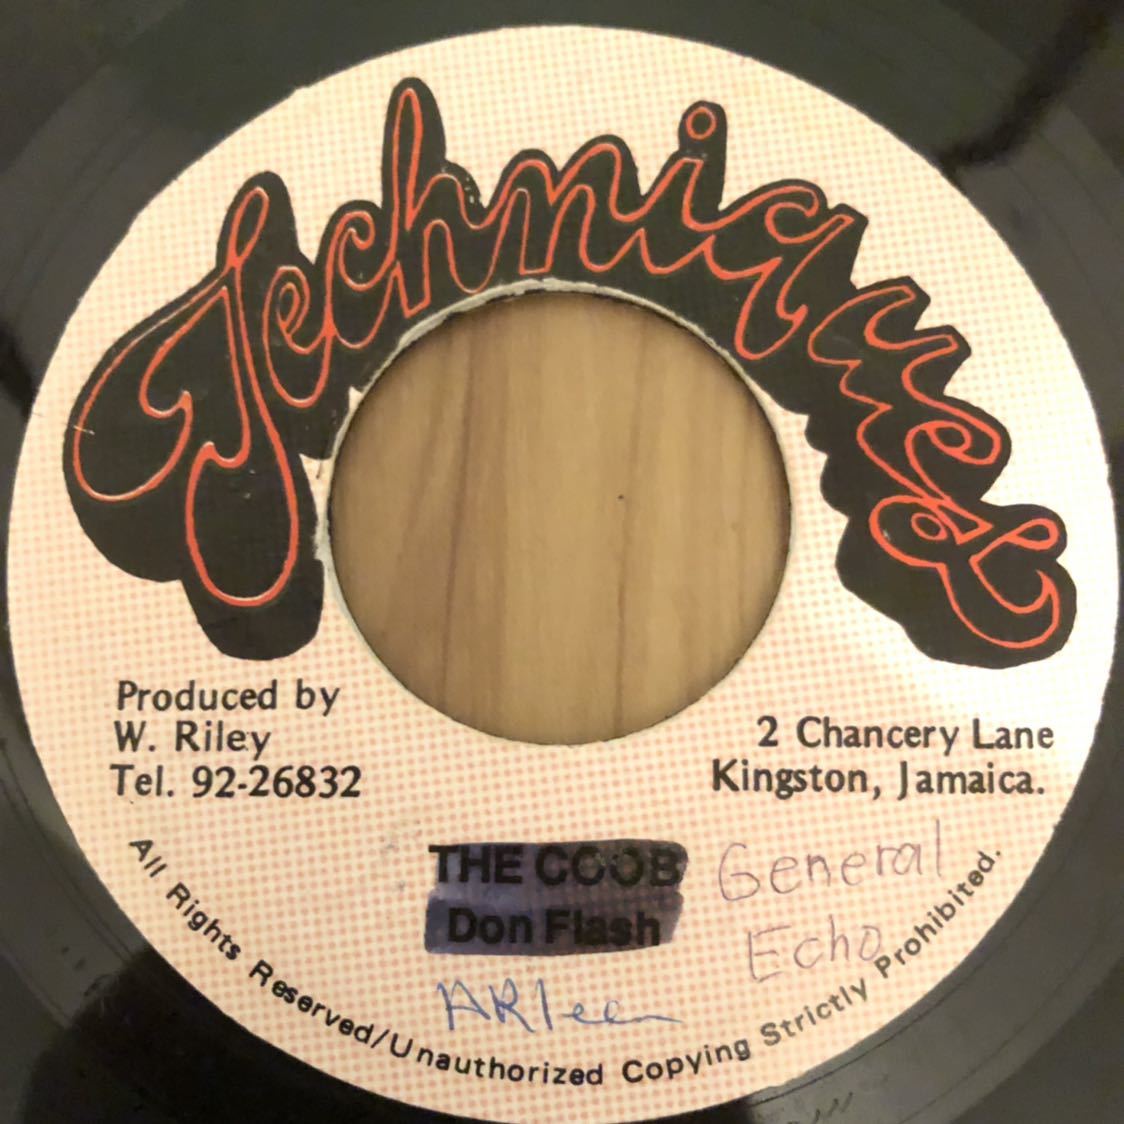 Techniques
Produced by
W. Riley
Tel. 92-26832
2 Chancery Lane
Kingston, Jamaica.
THE COOB
Don Flash
General
Echo
ARleen
All Rights Reserved/Unauthorized Copying Strictly Prohibited.